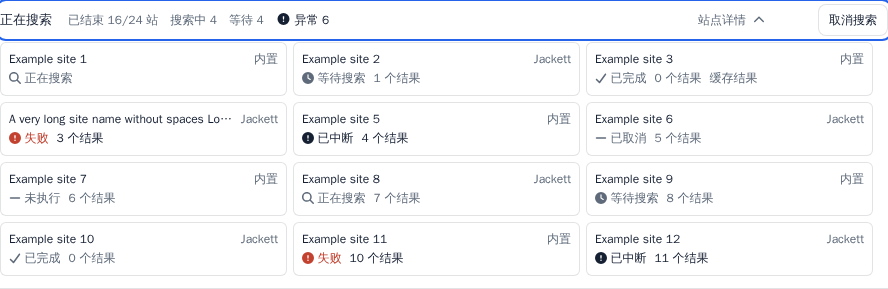 正在搜索 已结束 16/24 站 搜索中 4 等待 4 异常 6 站点详情 取消搜索
Example site 1 内置
正在搜索
Example site 2 Jackett
等待搜索 1 个结果
Example site 3 内置
已完成 0 个结果 缓存结果
A very long site name without spaces Lo… Jackett
失败 3 个结果
Example site 5 内置
已中断 4 个结果
Example site 6 Jackett
已取消 5 个结果
Example site 7 内置
未执行 6 个结果
Example site 8 Jackett
正在搜索 7 个结果
Example site 9 内置
等待搜索 8 个结果
Example site 10 Jackett
已完成 0 个结果
Example site 11 内置
失败 10 个结果
Example site 12 Jackett
已中断 11 个结果